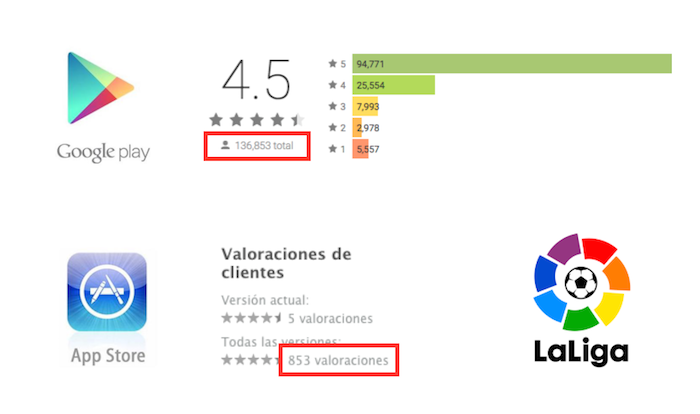 Google play
4.5
136,853 total
5 94,771
4 25,554
3 7,993
2 2,978
1 5,557
App Store
Valoraciones de
clientes
Versión actual:
5 valoraciones
Todas las versiones:
853 valoraciones
LaLiga